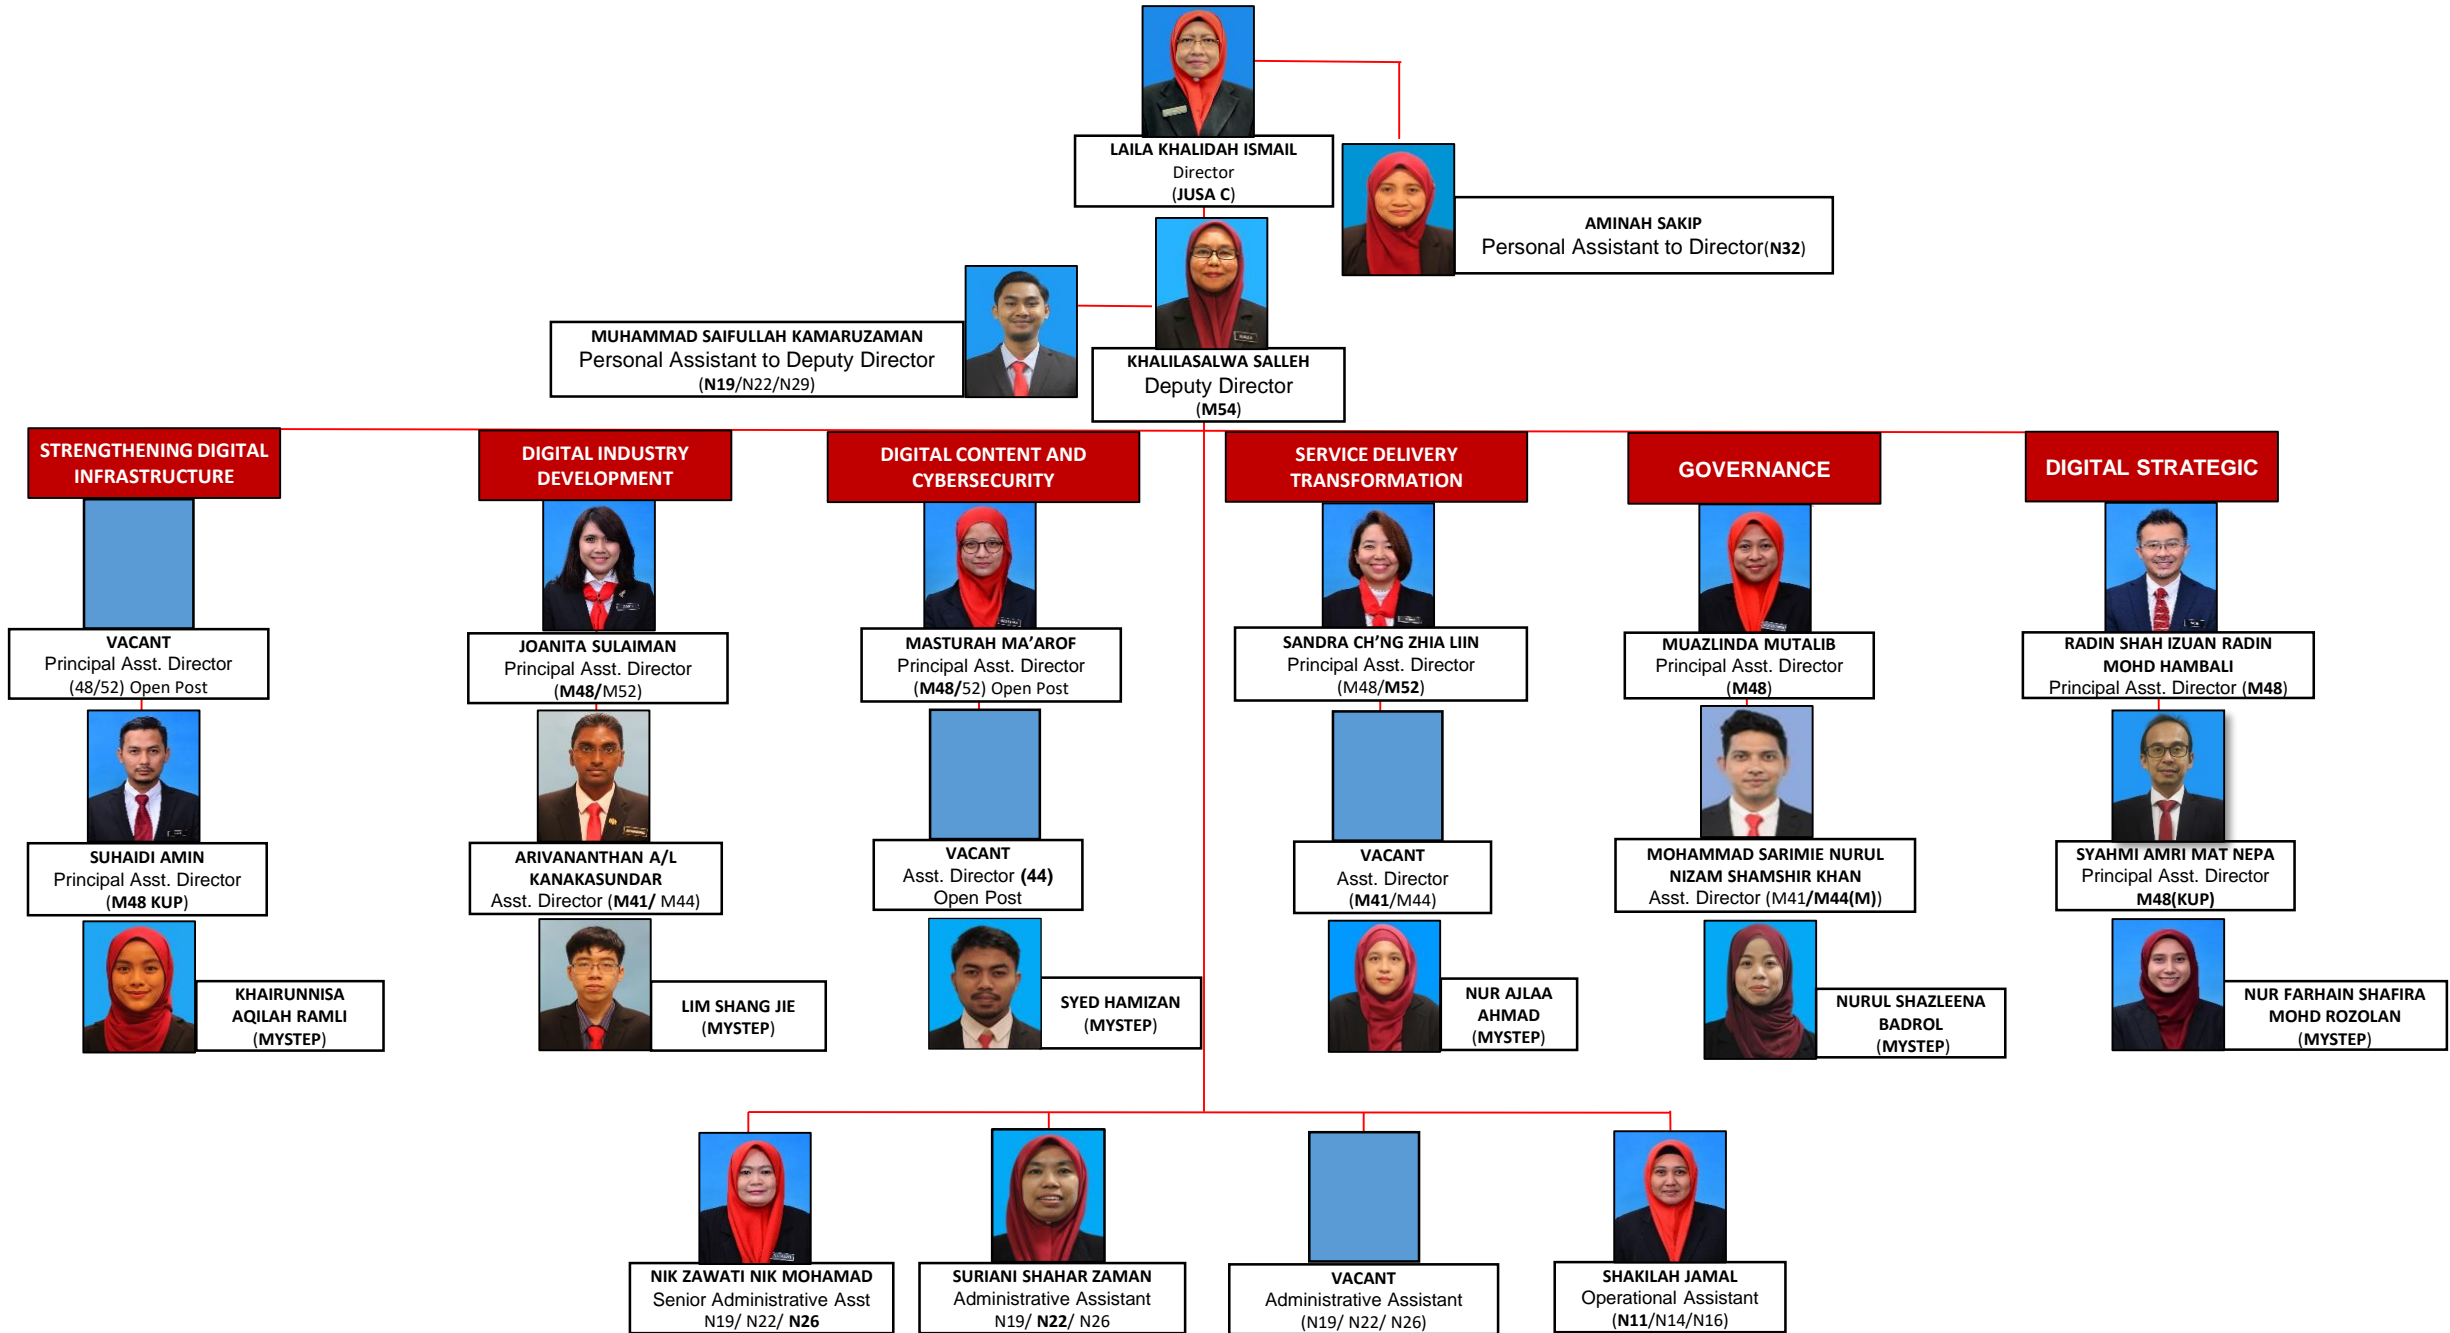 LAILA KHALIDAH ISMAIL
Director
(JUSA C)
AMINAH SAKIP
Personal Assistant to Director(N32)
MUHAMMAD SAIFULLAH KAMARUZAMAN
Personal Assistant to Deputy Director
(N19/N22/N29)
KHALILASALWA SALLEH
Deputy Director
(M54)
STRENGTHENING DIGITAL
INFRASTRUCTURE
DIGITAL INDUSTRY
DEVELOPMENT
DIGITAL CONTENT AND
CYBERSECURITY
SERVICE DELIVERY
TRANSFORMATION
GOVERNANCE
DIGITAL STRATEGIC
VACANT
Principal Asst. Director
(48/52) Open Post
JOANITA SULAIMAN
Principal Asst. Director
(M48/M52)
MASTURAH MA’AROF
Principal Asst. Director
(M48/52) Open Post
SANDRA CH’NG ZHIA LIIN
Principal Asst. Director
(M48/M52)
MUAZLINDA MUTALIB
Principal Asst. Director
(M48)
RADIN SHAH IZUAN RADIN
MOHD HAMBALI
Principal Asst. Director (M48)
SUHAIDI AMIN
Principal Asst. Director
(M48 KUP)
ARIVANANTHAN A/L
KANAKASUNDAR
Asst. Director (M41/ M44)
VACANT
Asst. Director (44)
Open Post
VACANT
Asst. Director
(M41/M44)
MOHAMMAD SARIMIE NURUL
NIZAM SHAMSHIR KHAN
Asst. Director (M41/M44(M))
SYAHMI AMRI MAT NEPA
Principal Asst. Director
M48(KUP)
KHAIRUNNISA
AQILAH RAMLI
(MYSTEP)
LIM SHANG JIE
(MYSTEP)
SYED HAMIZAN
(MYSTEP)
NUR AJLAA
AHMAD
(MYSTEP)
NURUL SHAZLEENA
BADROL
(MYSTEP)
NUR FARHAIN SHAFIRA
MOHD ROZOLAN
(MYSTEP)
NIK ZAWATI NIK MOHAMAD
Senior Administrative Asst
N19/ N22/ N26
SURIANI SHAHAR ZAMAN
Administrative Assistant
N19/ N22/ N26
VACANT
Administrative Assistant
(N19/ N22/ N26)
SHAKILAH JAMAL
Operational Assistant
(N11/N14/N16)